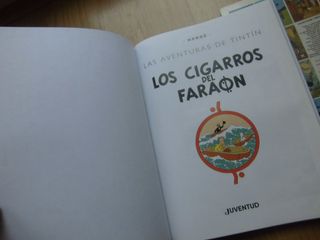 HERGÉ
LAS AVENTURAS DE TINTÍN
LOS CIGARROS
DEL
FARAÓN
JUVENTUD